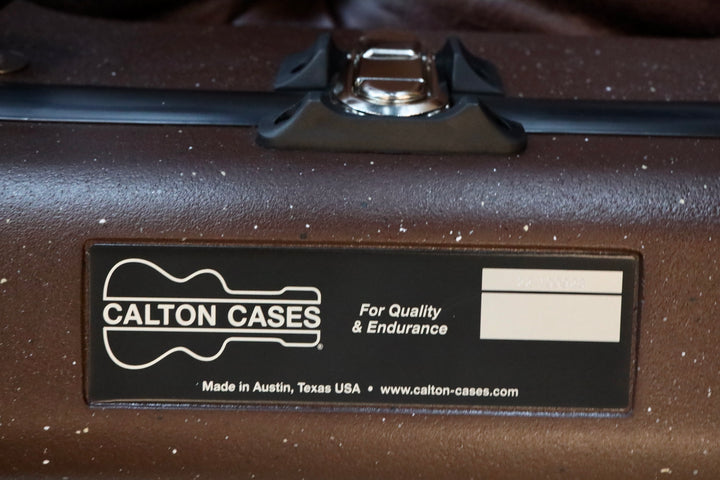 CALTON CASES®
For Quality
& Endurance
Made in Austin, Texas USA • www.calton-cases.com